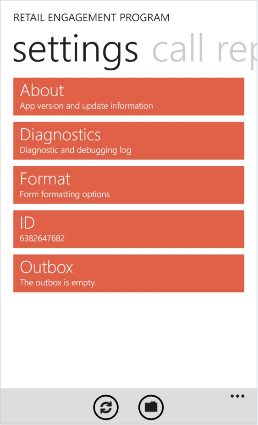 RETAIL ENGAGEMENT PROGRAM
settings call rep
About
App version and update information
Diagnostics
Diagnostic and debugging log
Format
Form formatting options
ID
6382647682
Outbox
The outbox is empty.